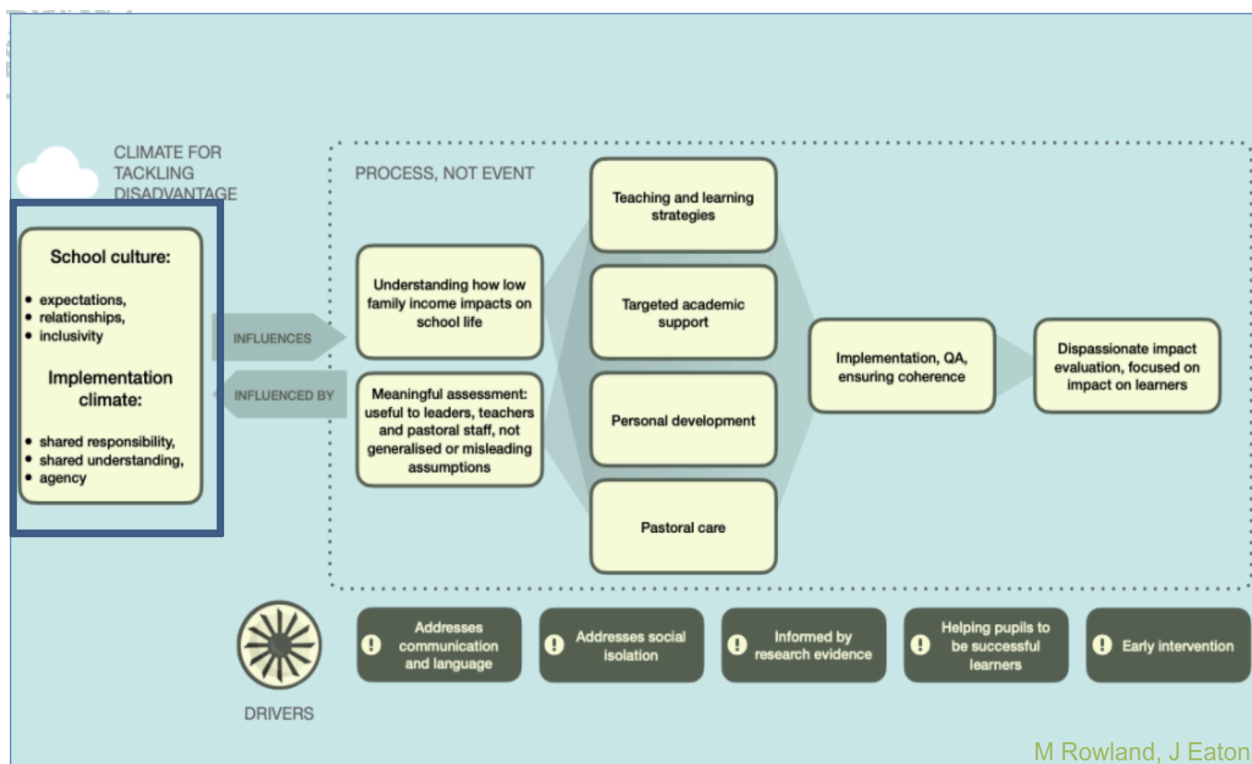 CLIMATE FOR
TACKLING
DISADVANTAGE
School culture:
• expectations,
• relationships,
• inclusivity
Implementation
climate:
• shared responsibility,
• shared understanding,
• agency
INFLUENCES
INFLUENCED BY
PROCESS, NOT EVENT
Understanding how low
family income impacts on
school life
Meaningful assessment:
useful to leaders, teachers
and pastoral staff, not
generalised or misleading
assumptions
Teaching and learning
strategies
Targeted academic
support
Personal development
Pastoral care
Implementation, QA,
ensuring coherence
Dispassionate impact
evaluation, focused on
impact on learners
DRIVERS
! Addresses
communication
and language
! Addresses social
isolation
! Informed by
research evidence
! Helping pupils to
be successful
learners
! Early intervention
M Rowland, J Eaton